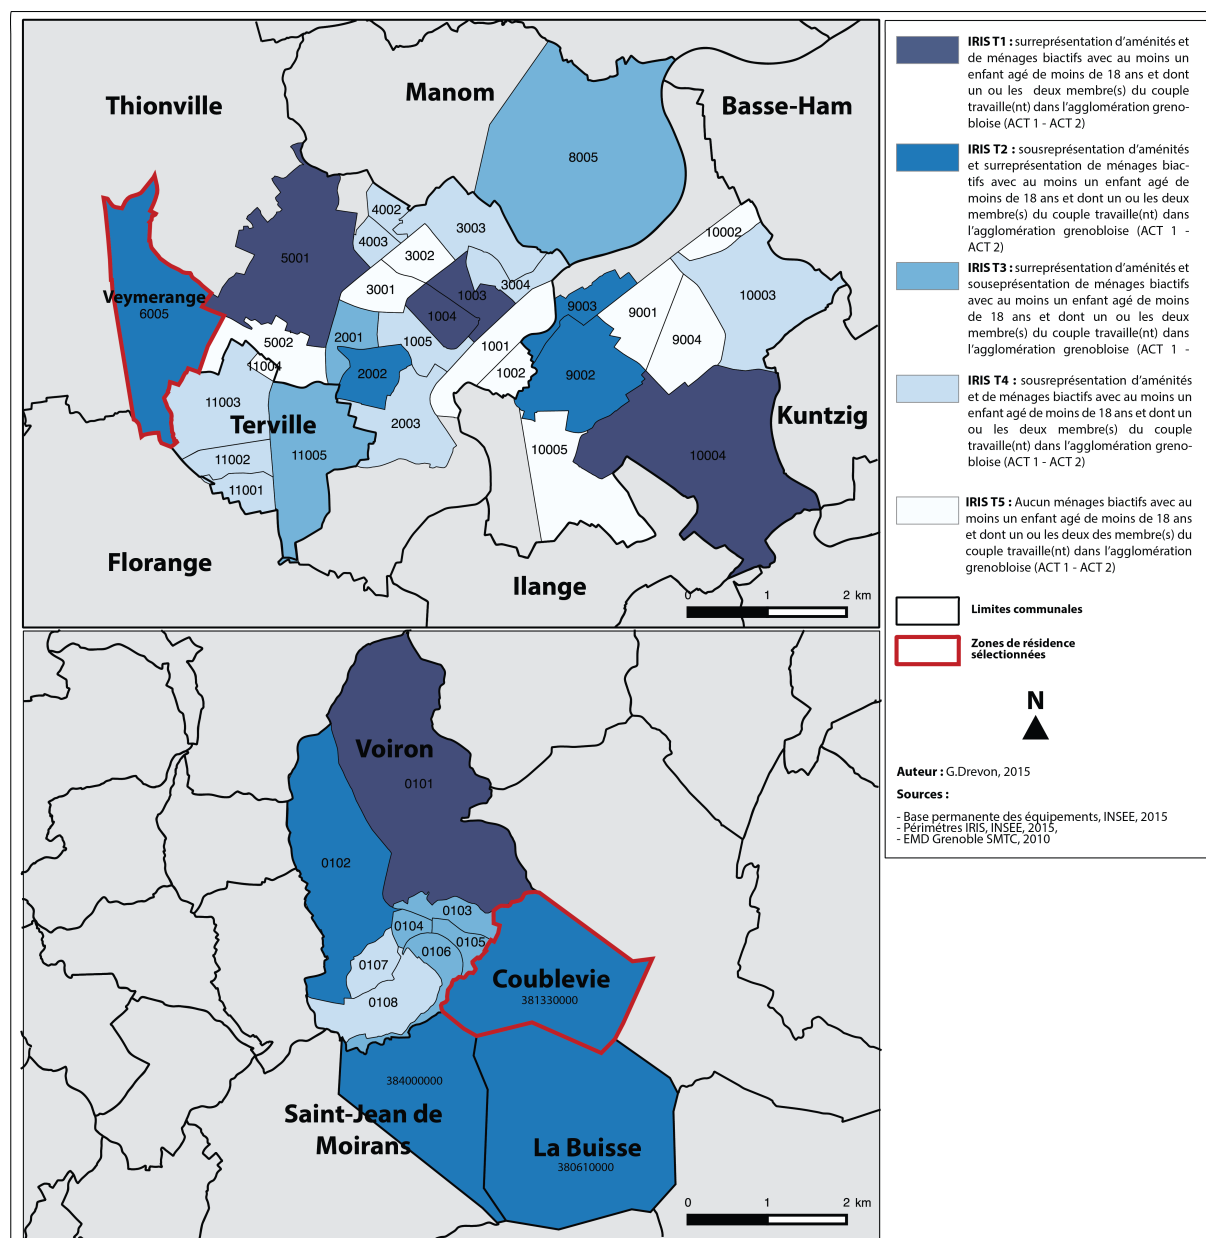 Thionville
Manom
Basse-Ham
8005
4002
4003
3003
3002
10002
5001
3001
1003
3004
10003
Veymerange
6005
1004
9003
9001
5002
2001
1005
1001
9004
11004
2002
1002
9002
11003
Terville
2003
Kuntzig
11002
11005
10005
10004
11001
Florange
Ilange
0 1 2 km
Voiron
0101
0102
0103
0104
0105
0106
0107
0108
Coublevie
381330000
384000000
Saint-Jean de
Moirans
La Buisse
380610000
0 1 2 km
IRIS T1 : surreprésentation d'aménités et
de ménages biactifs avec au moins un
enfant agé de moins de 18 ans et dont
un ou les deux membre(s) du couple
travaille(nt) dans l'agglomération greno-
bloise (ACT 1 - ACT 2)
IRIS T2 : sousreprésentation d'aménités
et surreprésentation de ménages biac-
tifs avec au moins un enfant agé de
moins de 18 ans et dont un ou les deux
membre(s) du couple travaille(nt) dans
l'agglomération grenobloise (ACT 1 -
ACT 2)
IRIS T3 : surreprésentation d'aménités et
souseprésentation de ménages biactifs
avec au moins un enfant agé de moins
de 18 ans et dont un ou les deux
membre(s) du couple travaille(nt) dans
l'agglomération grenobloise (ACT 1 -
IRIS T4 : sousreprésentation d'aménités
et de ménages biactifs avec au moins un
enfant agé de moins de 18 ans et dont un
ou les deux membre(s) du couple
travaille(nt) dans l'agglomération greno-
bloise (ACT 1 - ACT 2)
IRIS T5 : Aucun ménages biactifs avec au
moins un enfant agé de moins de 18 ans
et dont un ou les deux des membre(s) du
couple travaille(nt) dans l'agglomération
grenobloise (ACT 1 - ACT 2)
Limites communales
Zones de résidence
sélectionnées
N
Auteur : G.Drevon, 2015
Sources :
- Base permanente des équipements, INSEE, 2015
- Périmétres IRIS, INSEE, 2015,
- EMD Grenoble SMTC, 2010